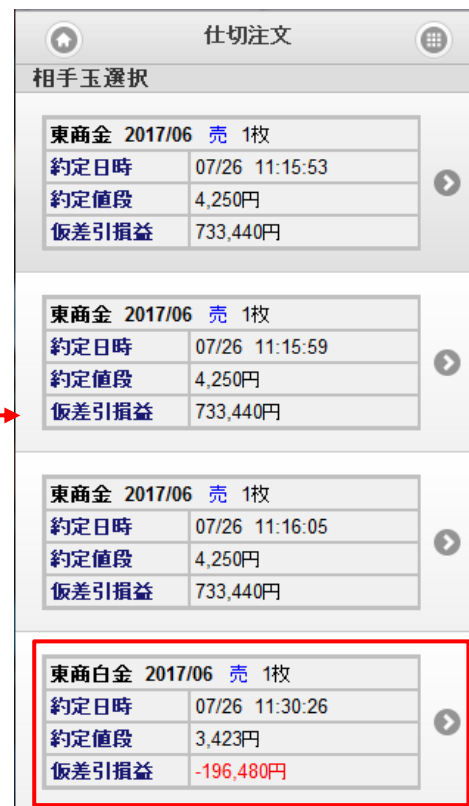 仕切注文
相手玉選択
東商金 2017/06 売 1枚
約定日時 07/26 11:15:53
約定値段 4,250円
仮差引損益 733,440円
東商金 2017/06 売 1枚
約定日時 07/26 11:15:59
約定値段 4,250円
仮差引損益 733,440円
東商金 2017/06 売 1枚
約定日時 07/26 11:16:05
約定値段 4,250円
仮差引損益 733,440円
東商白金 2017/06 売 1枚
約定日時 07/26 11:30:26
約定値段 3,423円
仮差引損益 -196,480円